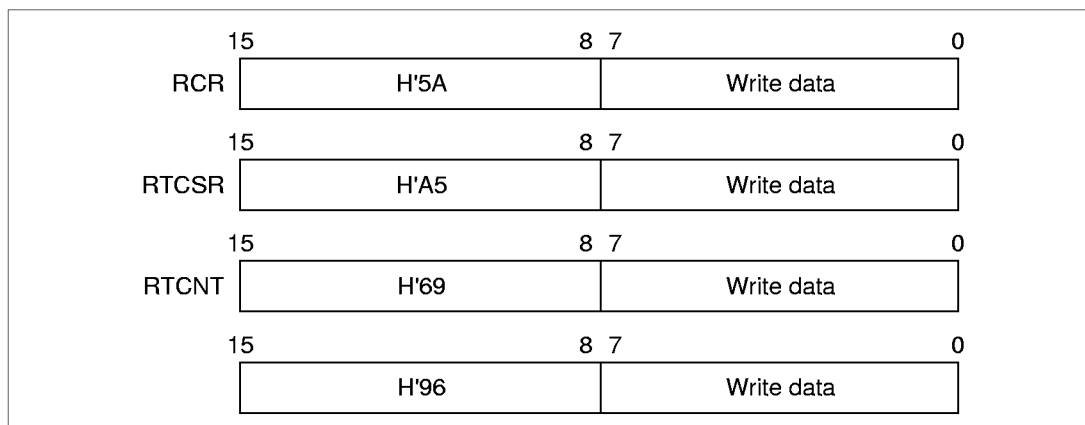 15 8 7 0
RCR H'5A Write data
15 8 7 0
RTCSR H'A5 Write data
15 8 7 0
RTCNT H'69 Write data
15 8 7 0
H'96 Write data